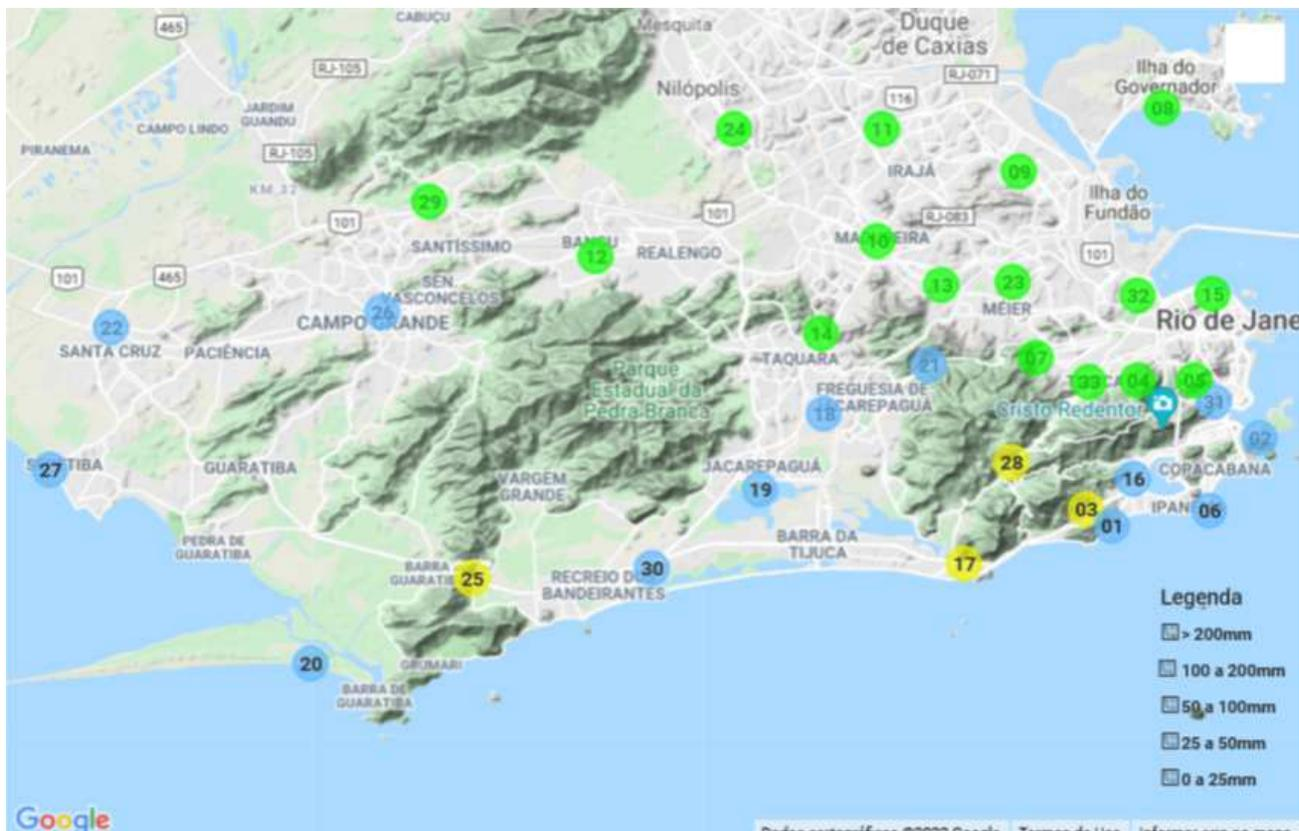 465
CABUÇU
Mesquita
Duque
de Caxias
RJ-105
RJ-071
Ilha do
Governador
Nilópolis
116
08
JARDIM
GUANDU
CAMPO LINDO
24
11
PIRANEMA
RJ-105
IRAJÁ
09
KM 32
Ilha do
Fundão
29
101
101
RJ-083
SANTÍSSIMO
10
12
REALENGO
101
101
465
SEN
VASCONCELOS
13
23
MÉIER
32
15
26
CAMPO GRANDE
22
Rio de Jane
SANTA CRUZ
PACIÊNCIA
14
TAQUARA
07
21
Parque
Estadual da
Pedra Branca
FREGUESIA DE
33
04
05
31
18
Cristo Redentor
02
27
GUARATIBA
JACAREPAGUÁ
28
COPACABANA
VARGEM
GRANDE
16
19
03
06
01
PEDRA DE
GUARATIBA
BARRA DA
TIJUCA
17
BARRA
25
RECREIO
BANDEIRANTES
30
Legenda
> 200mm
20
GRUMARI
100 a 200mm
BARRA DE
GUARATIBA
50 a 100mm
25 a 50mm
0 a 25mm
Google